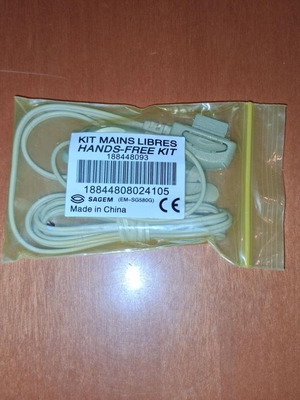 KIT MAINS LIBRES
HANDS-FREE KIT
188448093
18844808024105
SAGEM (EM-SG580G)
Made in China CE